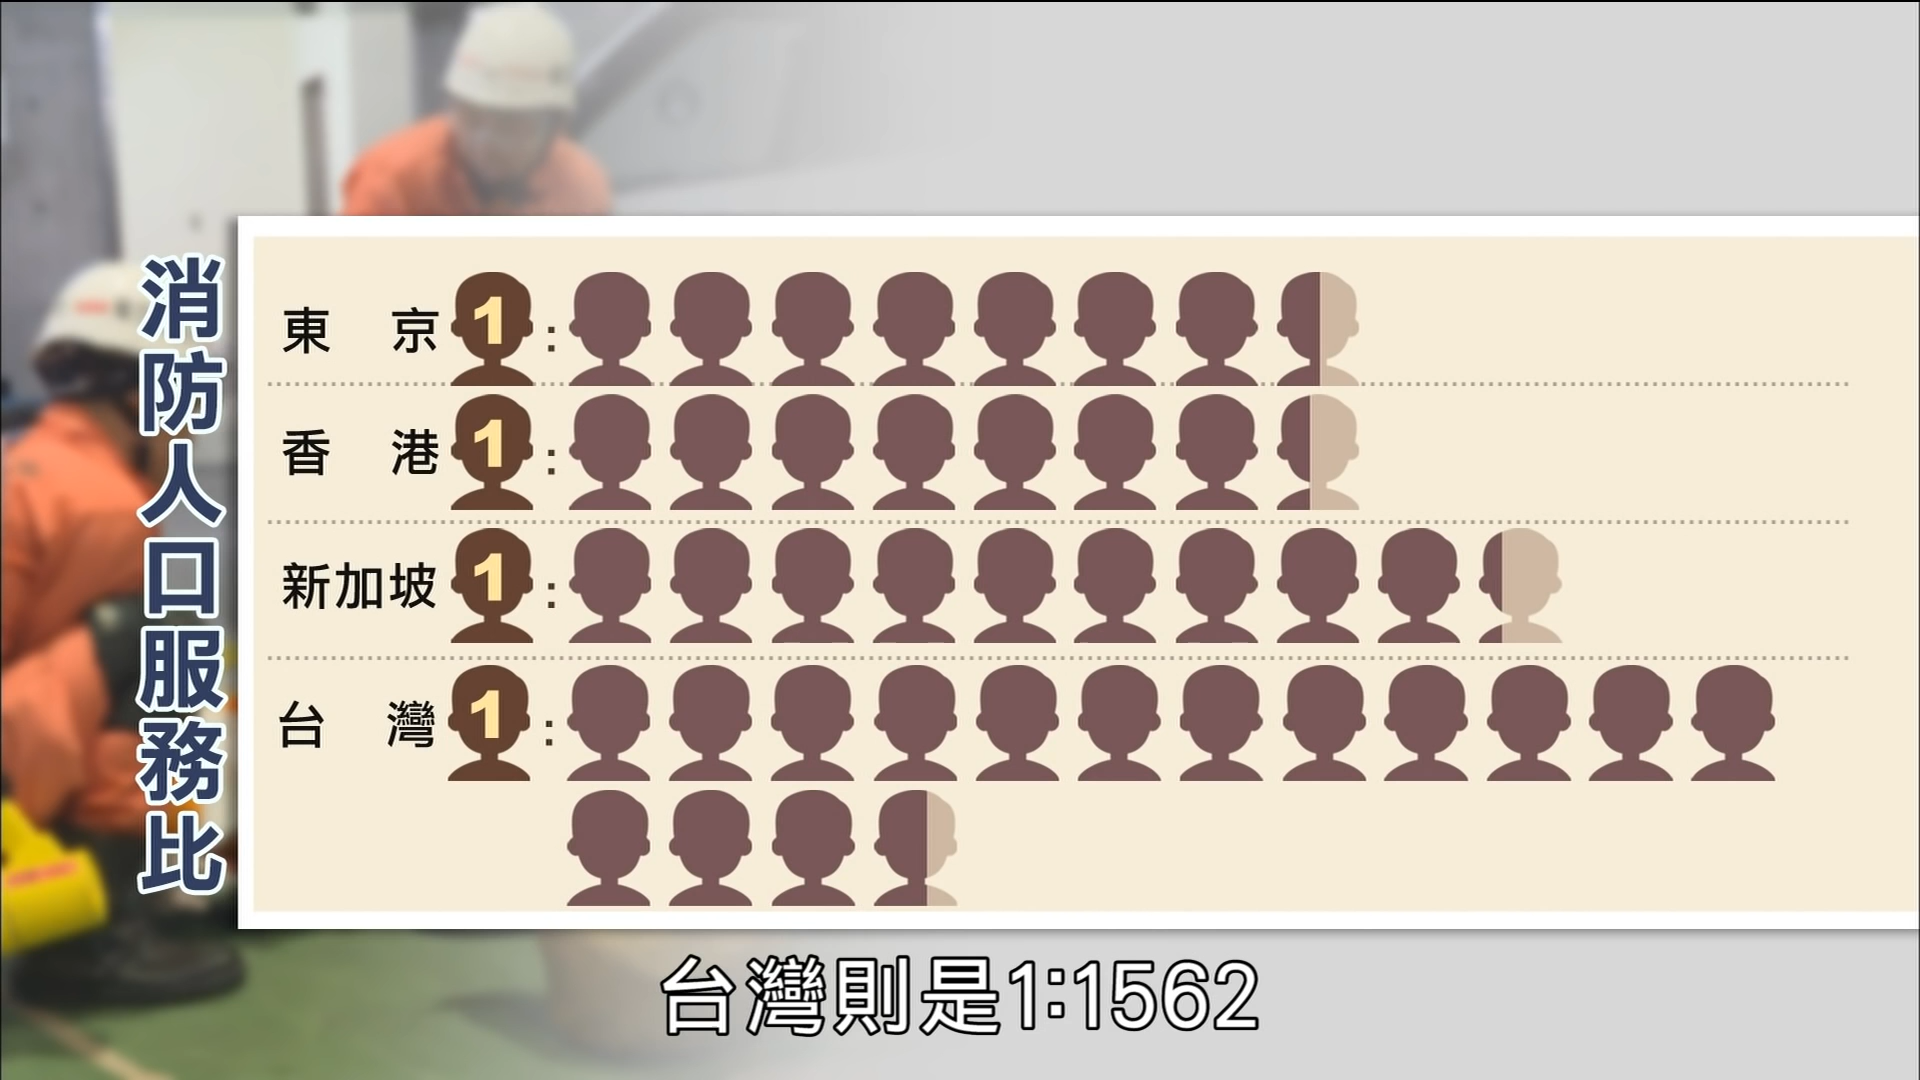 消防人口服務比
東京 1 :
香港 1 :
新加坡 1 :
台灣 1 :
台灣則是1:1562